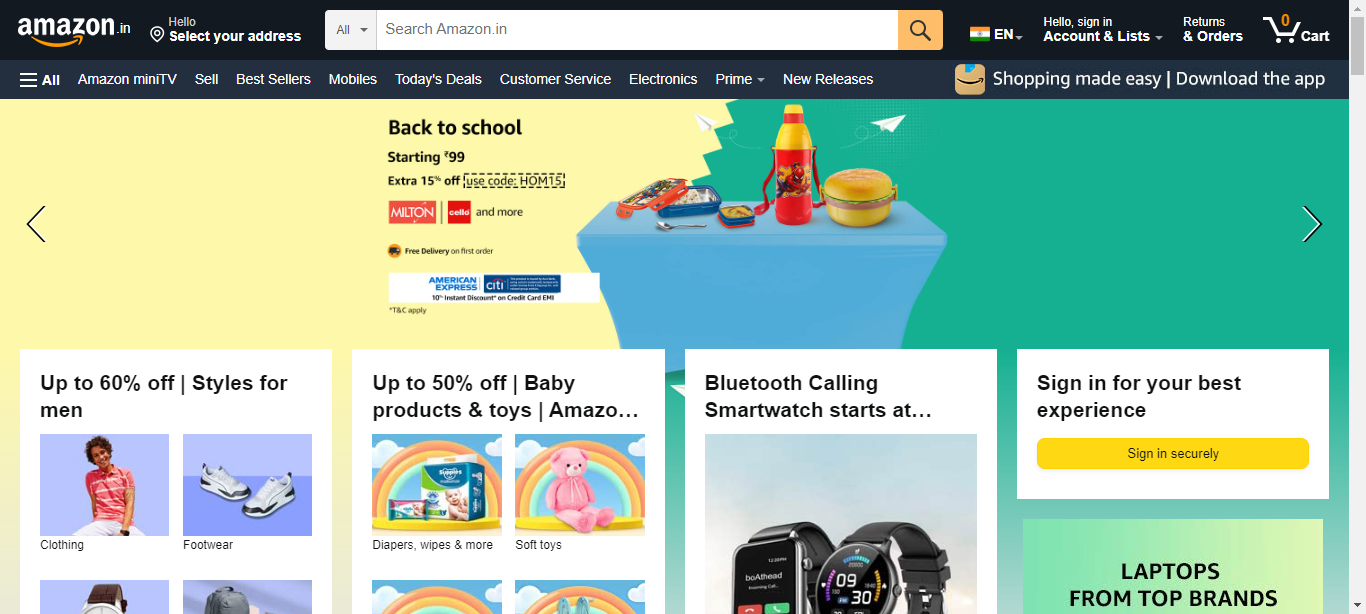 amazon.in
Hello
Select your address
All
Search Amazon.in
EN
Hello, sign in
Account & Lists
Returns
& Orders
0
Cart
All
Amazon miniTV
Sell
Best Sellers
Mobiles
Today's Deals
Customer Service
Electronics
Prime
New Releases
Shopping made easy | Download the app
Back to school
Starting ₹99
Extra 15% off use code: HOM15
MILTON | cello and more
Free Delivery on first order
AMERICAN EXPRESS citi
10% Instant Discount* on Credit Card EMI
*T&C apply
Up to 60% off | Styles for
men
Clothing
Footwear
Up to 50% off | Baby
products & toys | Amazo…
Diapers, wipes & more
Soft toys
Bluetooth Calling
Smartwatch starts at…
boAthead
Incoming Call...
09
30
Sign in for your best
experience
Sign in securely
LAPTOPS
FROM TOP BRANDS